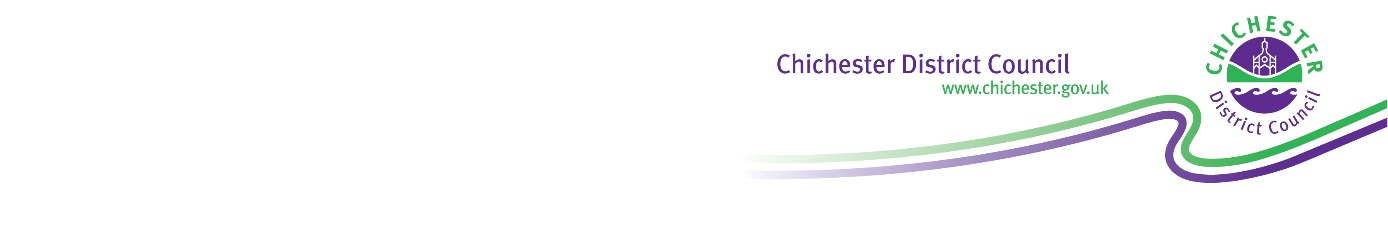 Chichester District Council
www.chichester.gov.uk
CHICHESTER
District Council